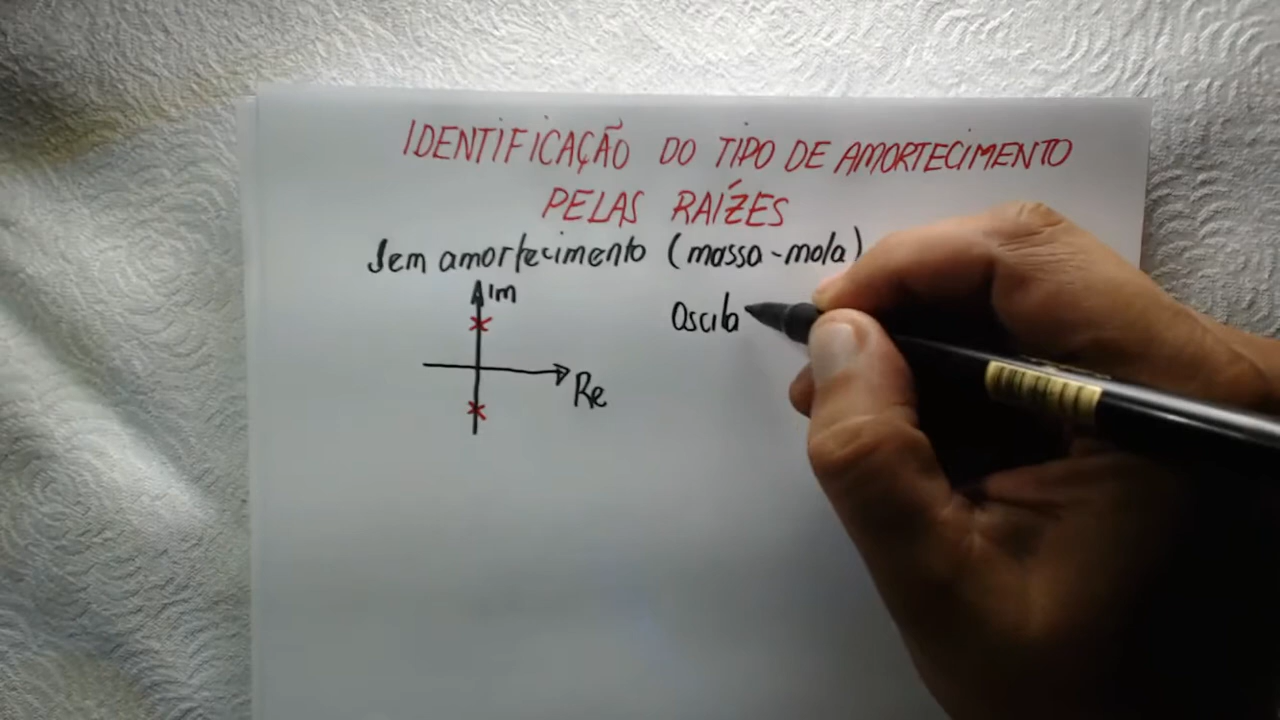 IDENTIFICAÇÃO DO TIPO DE AMORTECIMENTO
PELAS RAÍZES
Sem amortecimento (massa-mola)
Im
Oscila
Re